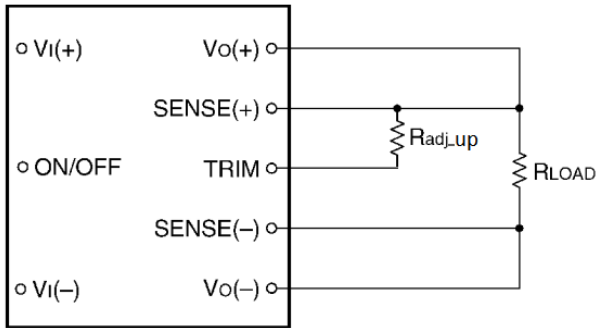 VI(+)
VO(+)
SENSE(+)
Radj_up
ON/OFF
TRIM
RLOAD
SENSE(–)
VI(–)
VO(–)